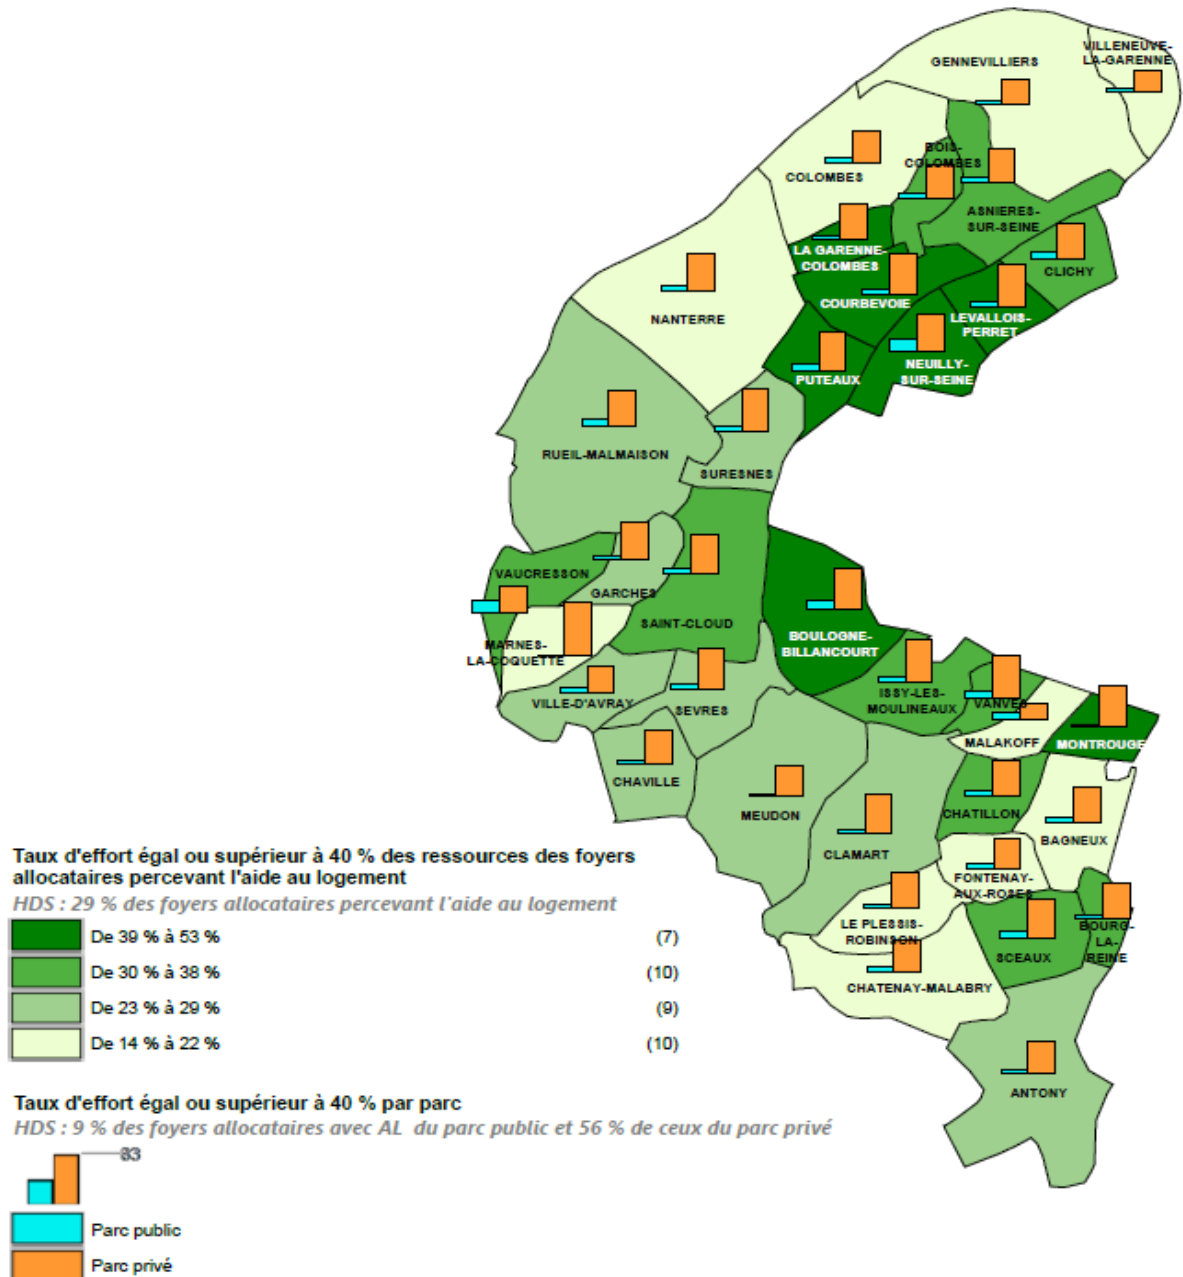 VILLENEUVE-
LA-GARENNE
GENNEVILLIERS
BOIS-
COLOMBES
COLOMBES
ASNIERES-
SUR-SEINE
LA GARENNE-
COLOMBES
CLICHY
COURBEVOIE
LEVALLOIS-
PERRET
NANTERRE
NEUILLY-
SUR-SEINE
PUTEAUX
RUEIL-MALMAISON
SURESNES
VAUCRESSON
GARCHES
SAINT-CLOUD
BOULOGNE-
BILLANCOURT
MARNES-
LA-COQUETTE
VILLE-D'AVRAY
SEVRES
ISSY-LES-
MOULINEAUX
VANVES
MALAKOFF
MONTROUGE
CHAVILLE
MEUDON
CHATILLON
BAGNEUX
CLAMART
FONTENAY-
AUX-ROSES
LE PLESSIS-
ROBINSON
SCEAUX
BOURG-
LA-
REINE
CHATENAY-MALABRY
ANTONY
Taux d'effort égal ou supérieur à 40 % des ressources des foyers
allocataires percevant l'aide au logement
HDS : 29 % des foyers allocataires percevant l'aide au logement
De 39 % à 53 % (7)
De 30 % à 38 % (10)
De 23 % à 29 % (9)
De 14 % à 22 % (10)
Taux d'effort égal ou supérieur à 40 % par parc
HDS : 9 % des foyers allocataires avec AL du parc public et 56 % de ceux du parc privé
Parc public
Parc privé